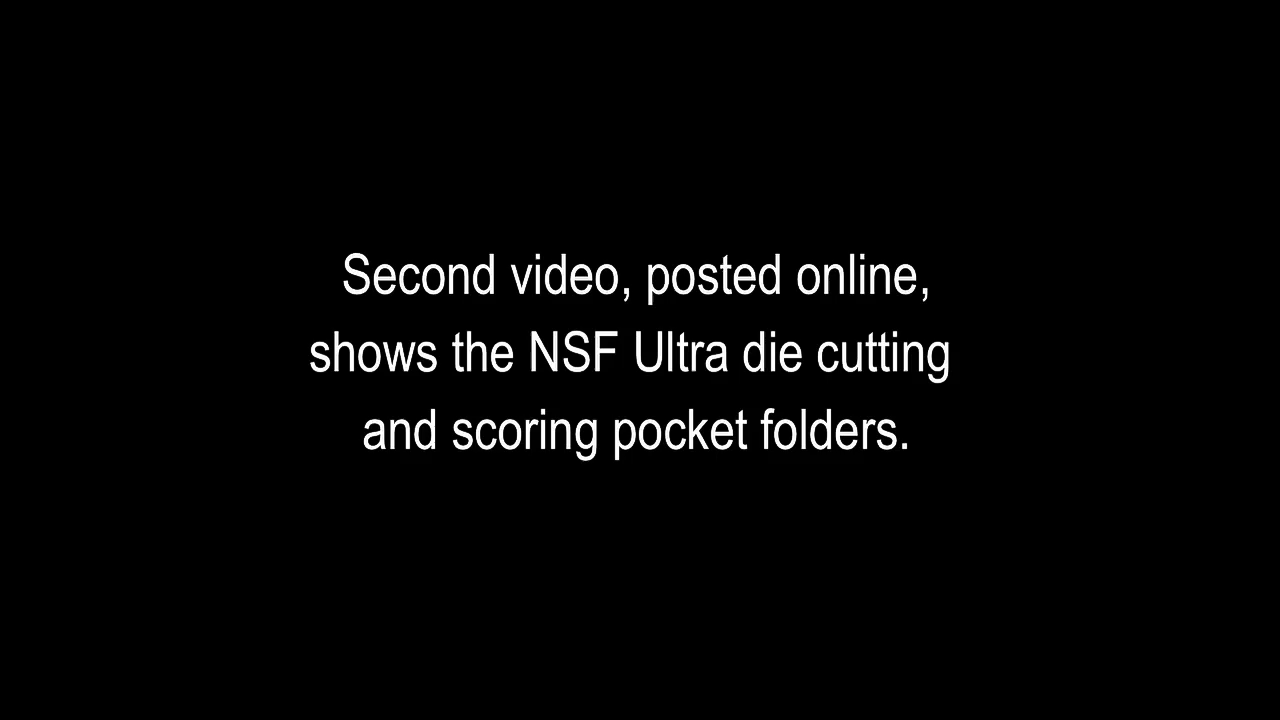 Second video, posted online,
shows the NSF Ultra die cutting
and scoring pocket folders.